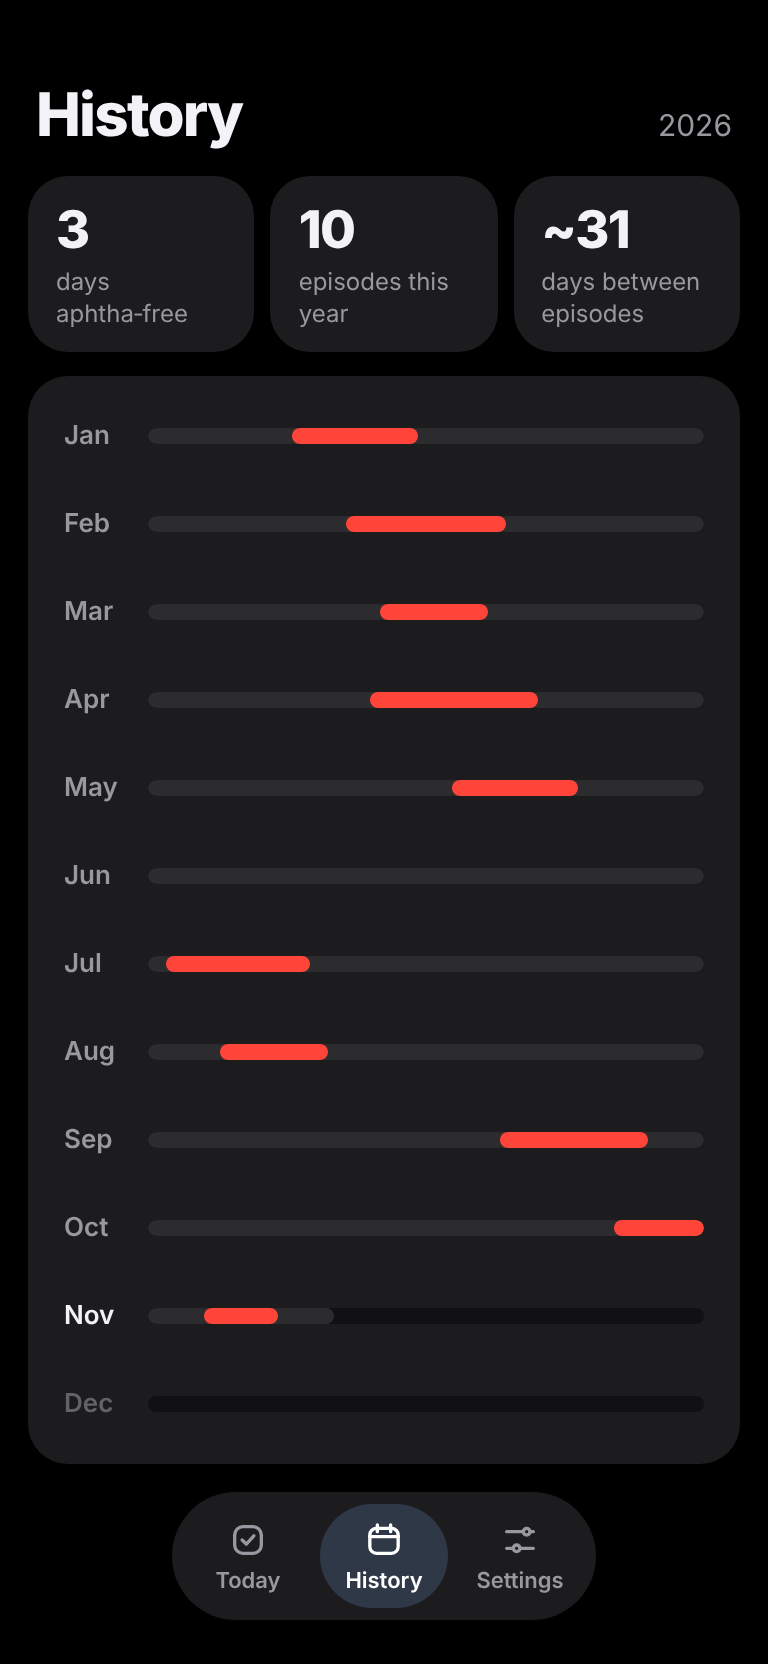 History
2026
3
days
aphtha-free
10
episodes this
year
~31
days between
episodes
Jan
Feb
Mar
Apr
May
Jun
Jul
Aug
Sep
Oct
Nov
Dec
Today
History
Settings